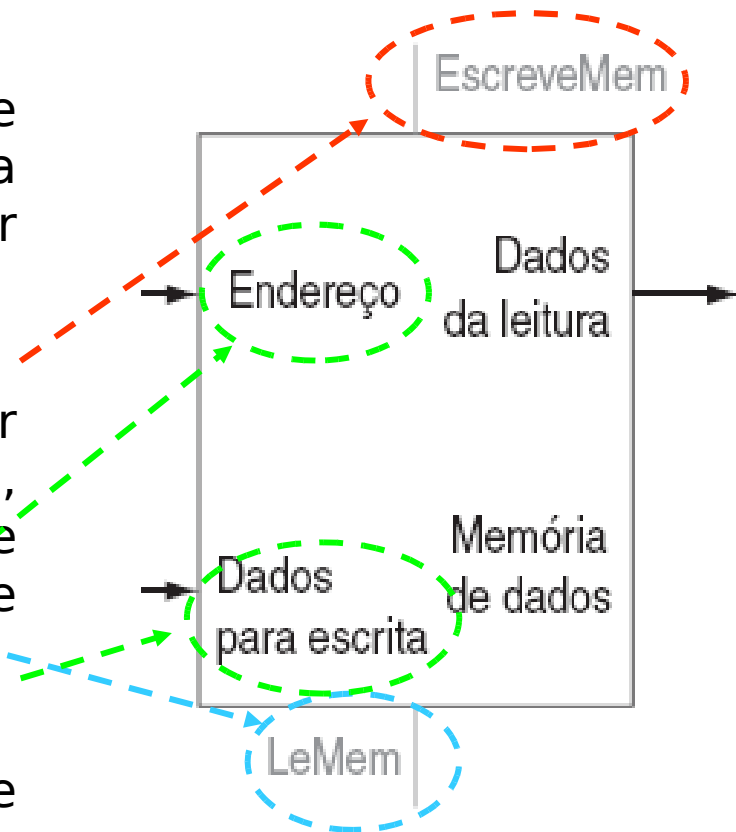 EscreveMem
e
a
r
Dados
da leitura
Endereço
r
,
e
e
Memória
de dados
Dados
para escrita
LeMem
e